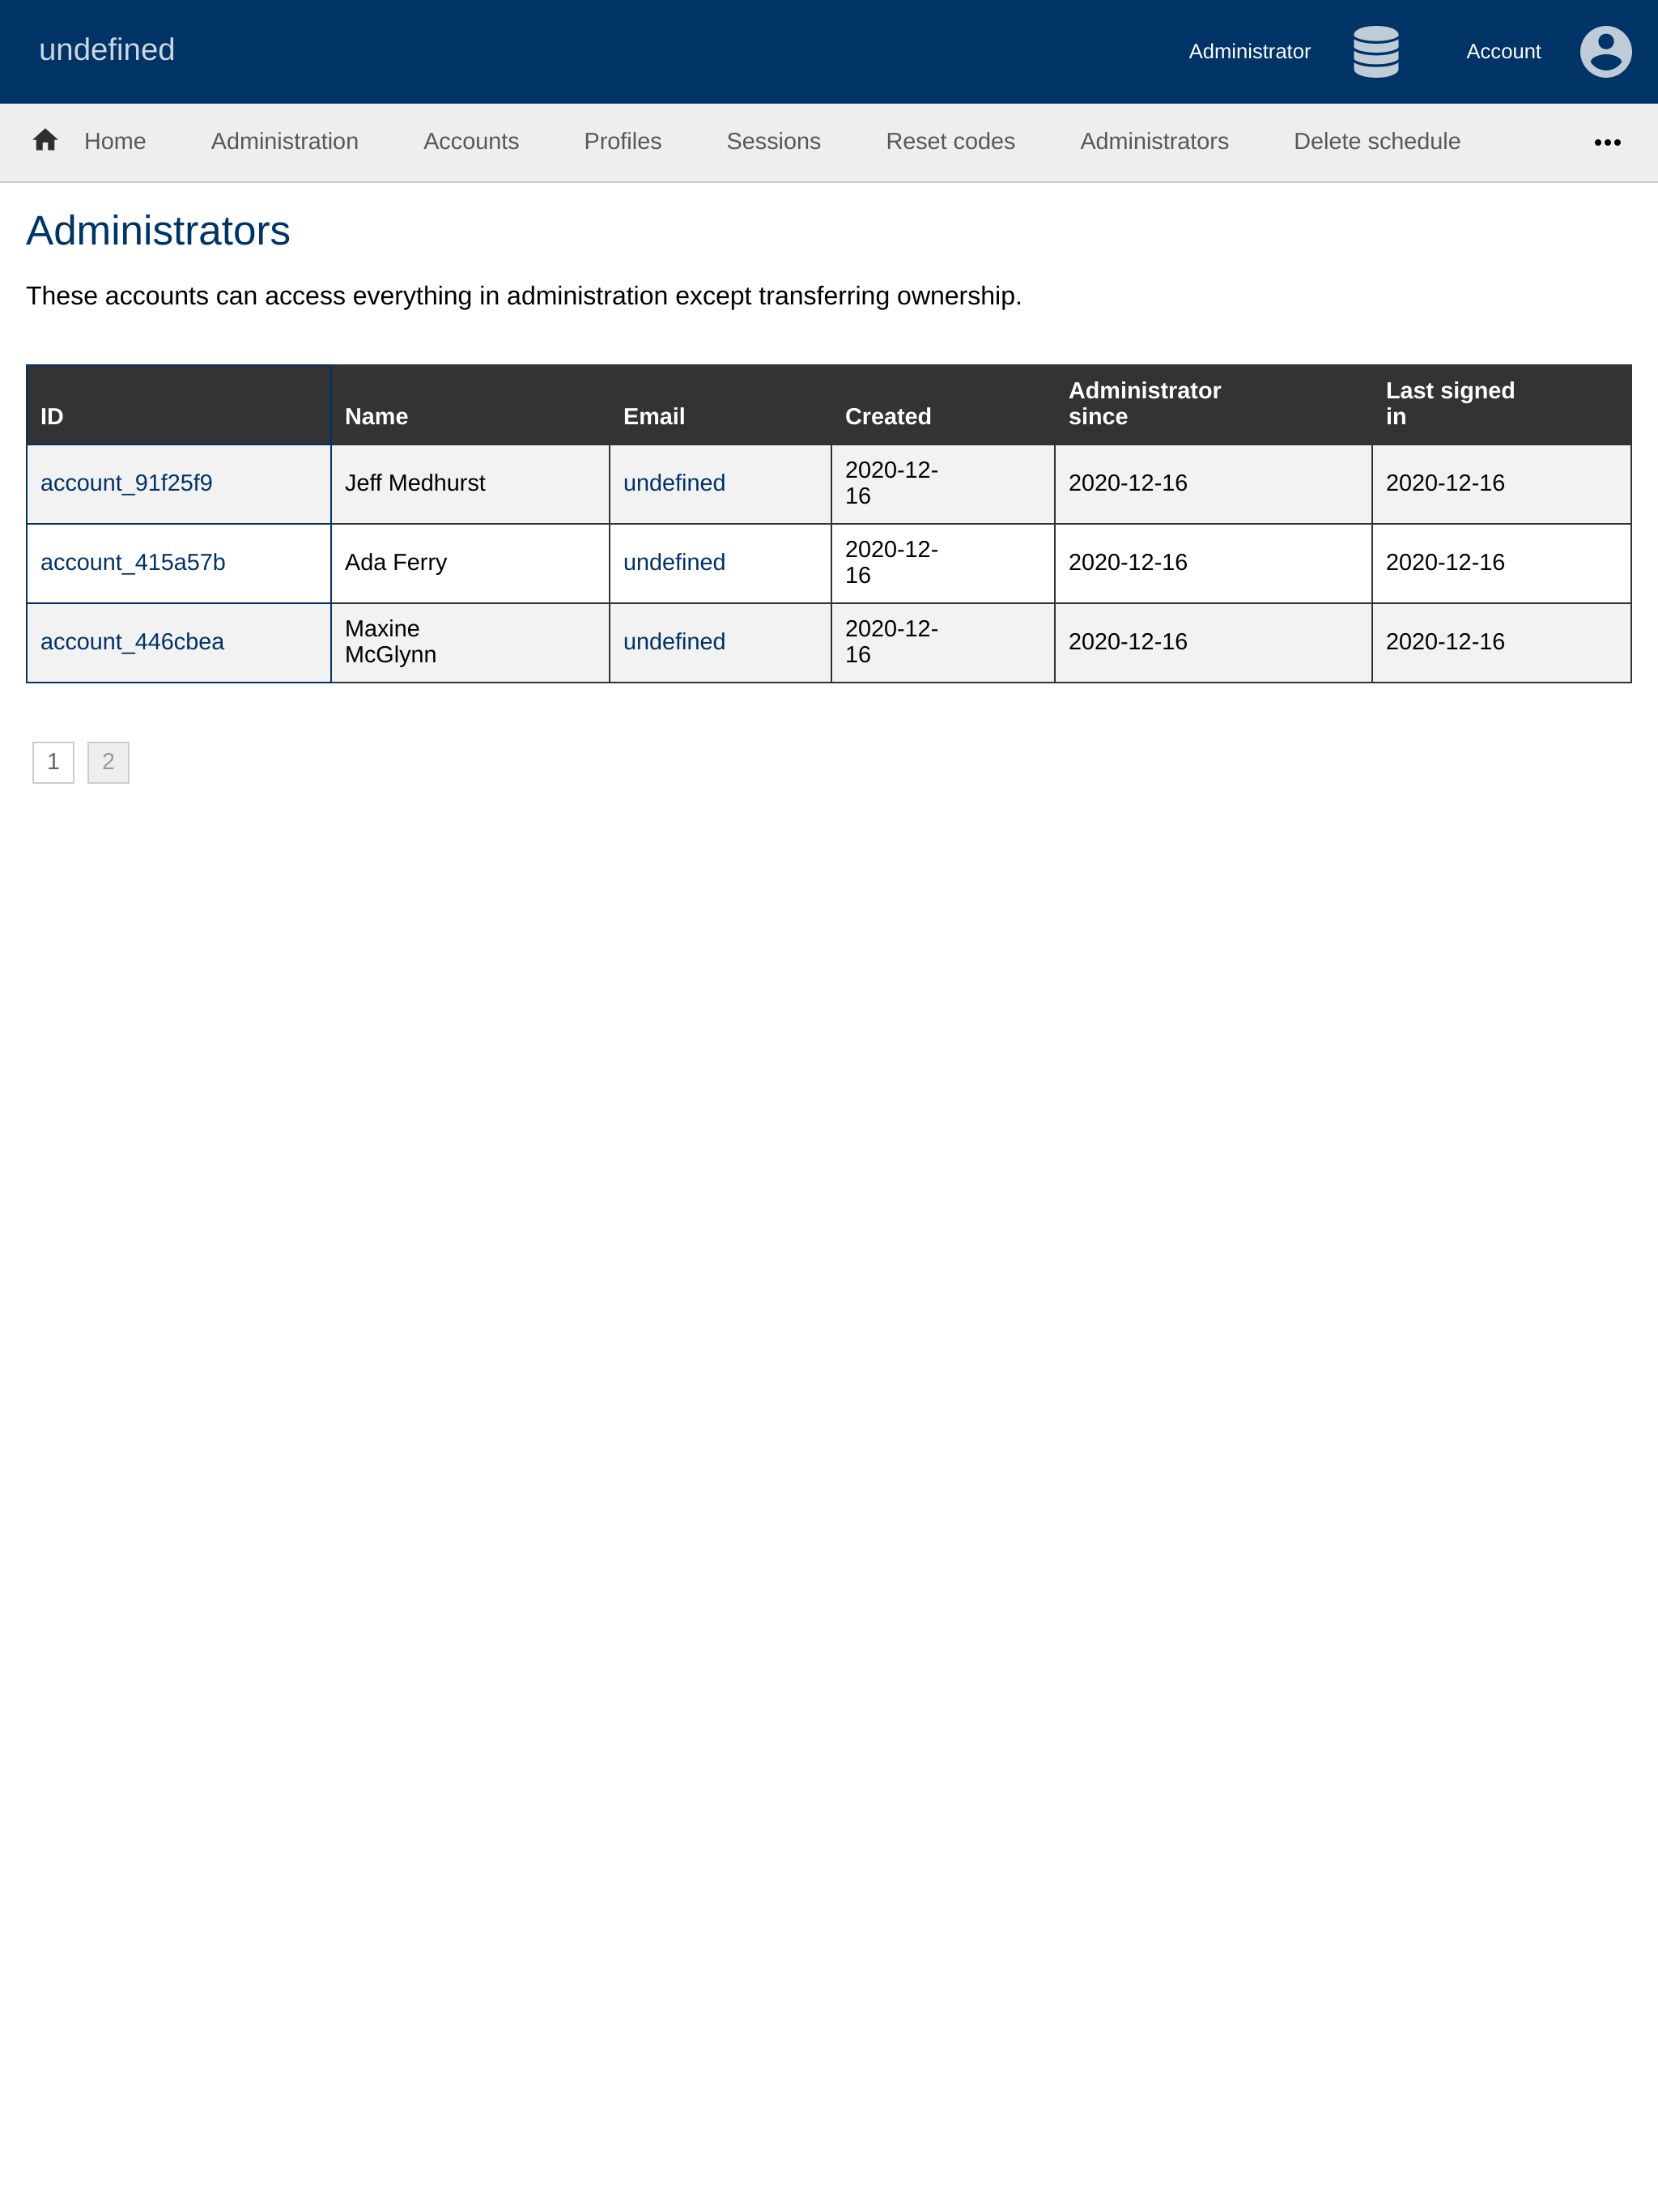 undefined
Administrator
Account
Home Administration Accounts Profiles Sessions Reset codes Administrators Delete schedule
Administrators
These accounts can access everything in administration except transferring ownership.
ID Name Email Created Administrator since Last signed in
account_91f25f9 Jeff Medhurst undefined 2020-12-16 2020-12-16 2020-12-16
account_415a57b Ada Ferry undefined 2020-12-16 2020-12-16 2020-12-16
account_446cbea Maxine McGlynn undefined 2020-12-16 2020-12-16 2020-12-16
1 2